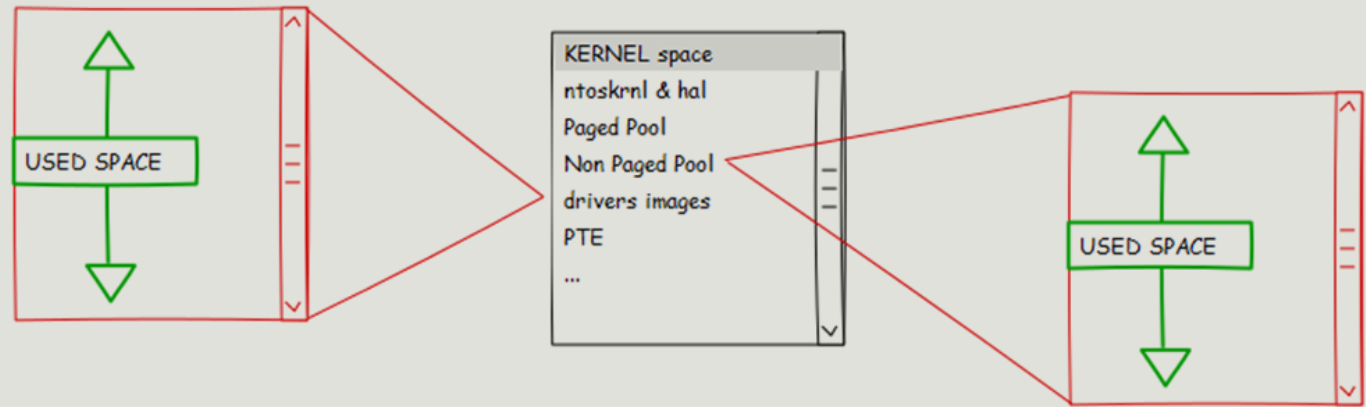 USED SPACE
KERNEL space
ntoskrnl & hal
Paged Pool
Non Paged Pool
drivers images
PTE
...
USED SPACE